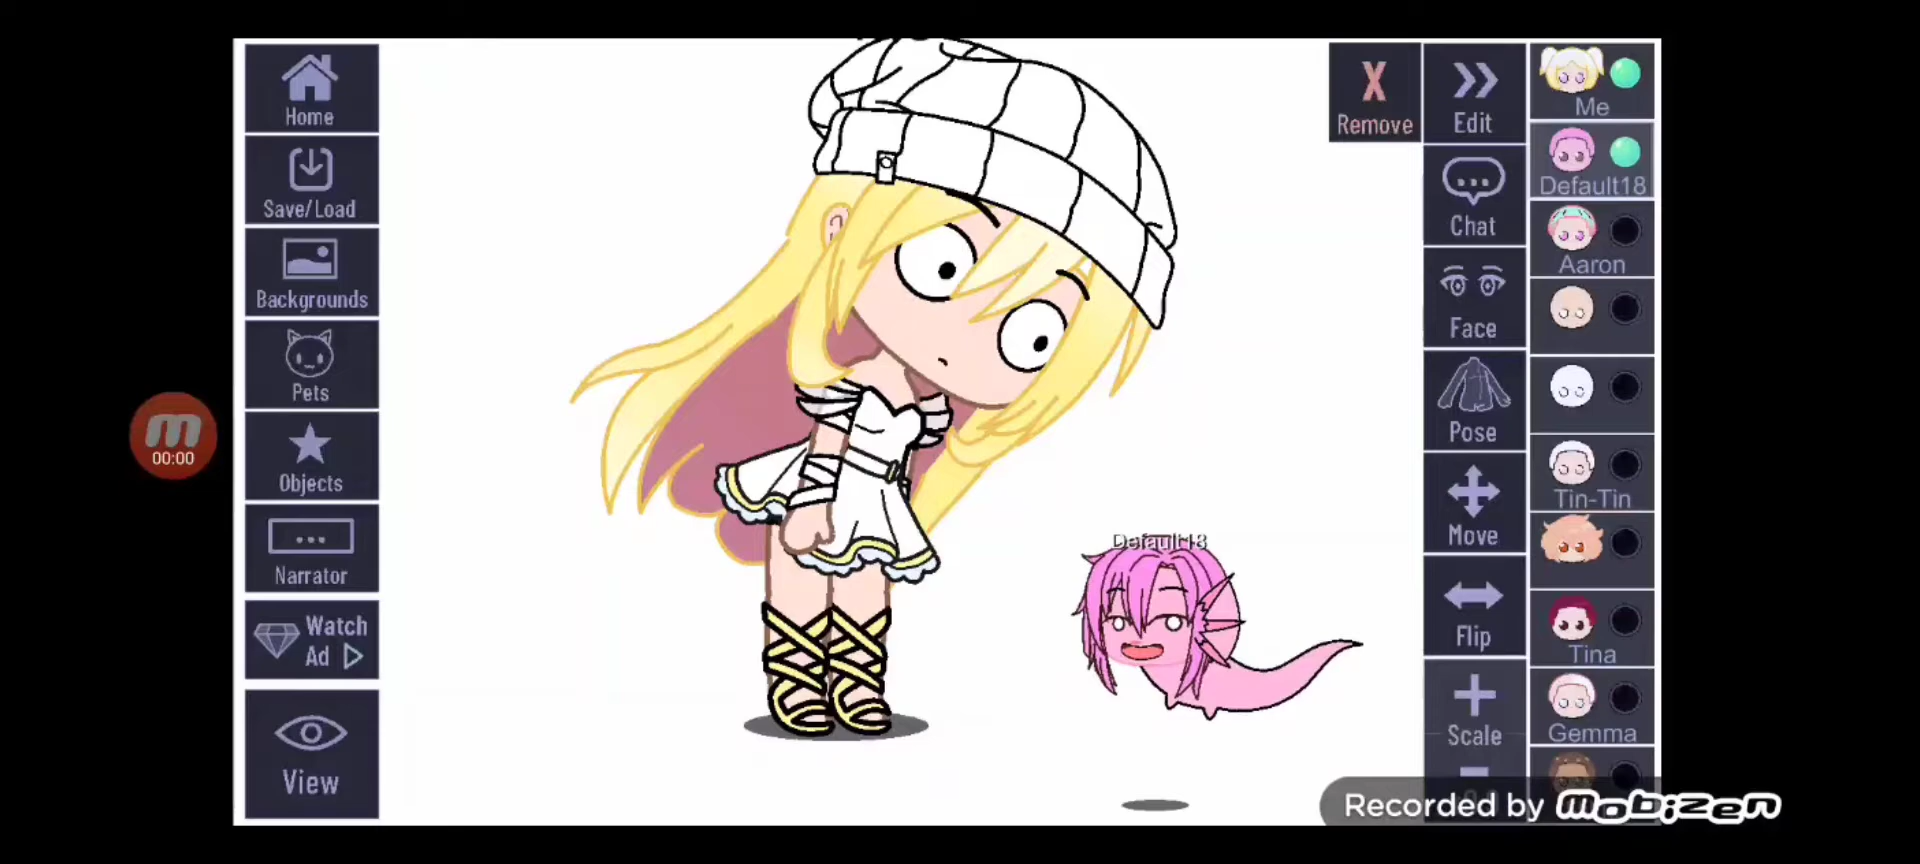 Home
Save/Load
Backgrounds
Pets
Objects
Narrator
Watch
Ad
View
00:00
Default18
X
Remove
Edit
Chat
Face
Pose
Move
Flip
Scale
Me
Default18
Aaron
Tin-Tin
Tina
Gemma
Recorded by mobizen